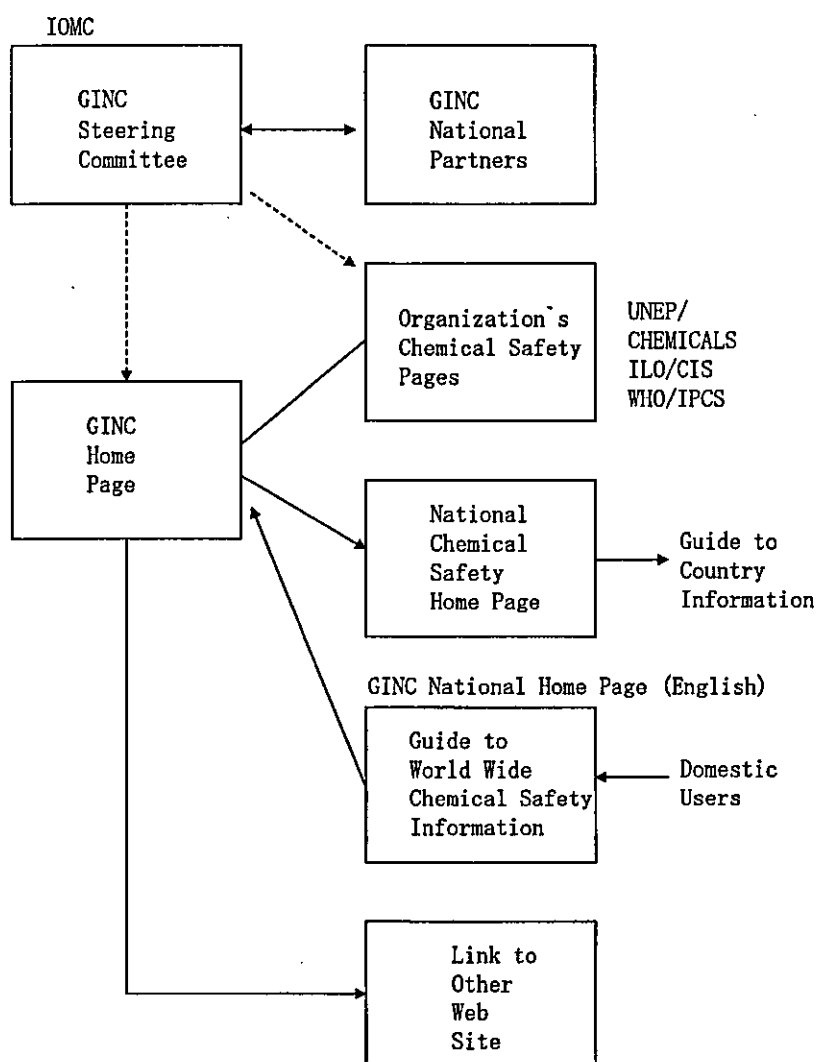 IOMC
GINC
Steering
Committee
GINC
National
Partners
Organization`s
Chemical Safety
Pages
UNEP/
CHEMICALS
ILO/CIS
WHO/IPCS
GINC
Home
Page
National
Chemical
Safety
Home Page
Guide to
Country
Information
GINC National Home Page (English)
Guide to
World Wide
Chemical Safety
Information
Domestic
Users
Link to
Other
Web
Site